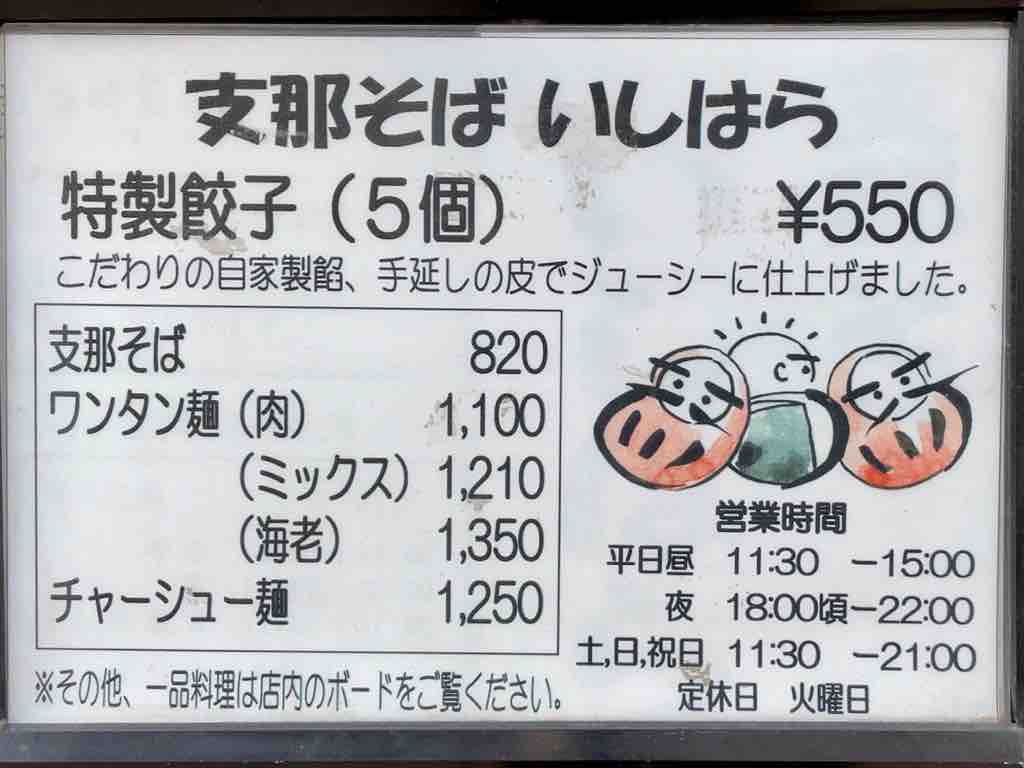 支那そば いしはら
特製餃子（5個） ¥550
こだわりの自家製餡、手延しの皮でジューシーに仕上げました。
支那そば 820
ワンタン麺（肉） 1,100
（ミックス） 1,210
（海老） 1,350
チャーシュー麺 1,250
※その他、一品料理は店内のボードをご覧ください。
営業時間
平日昼 11:30 －15:00
夜 18:00頃－22:00
土,日,祝日 11:30 －21:00
定休日 火曜日